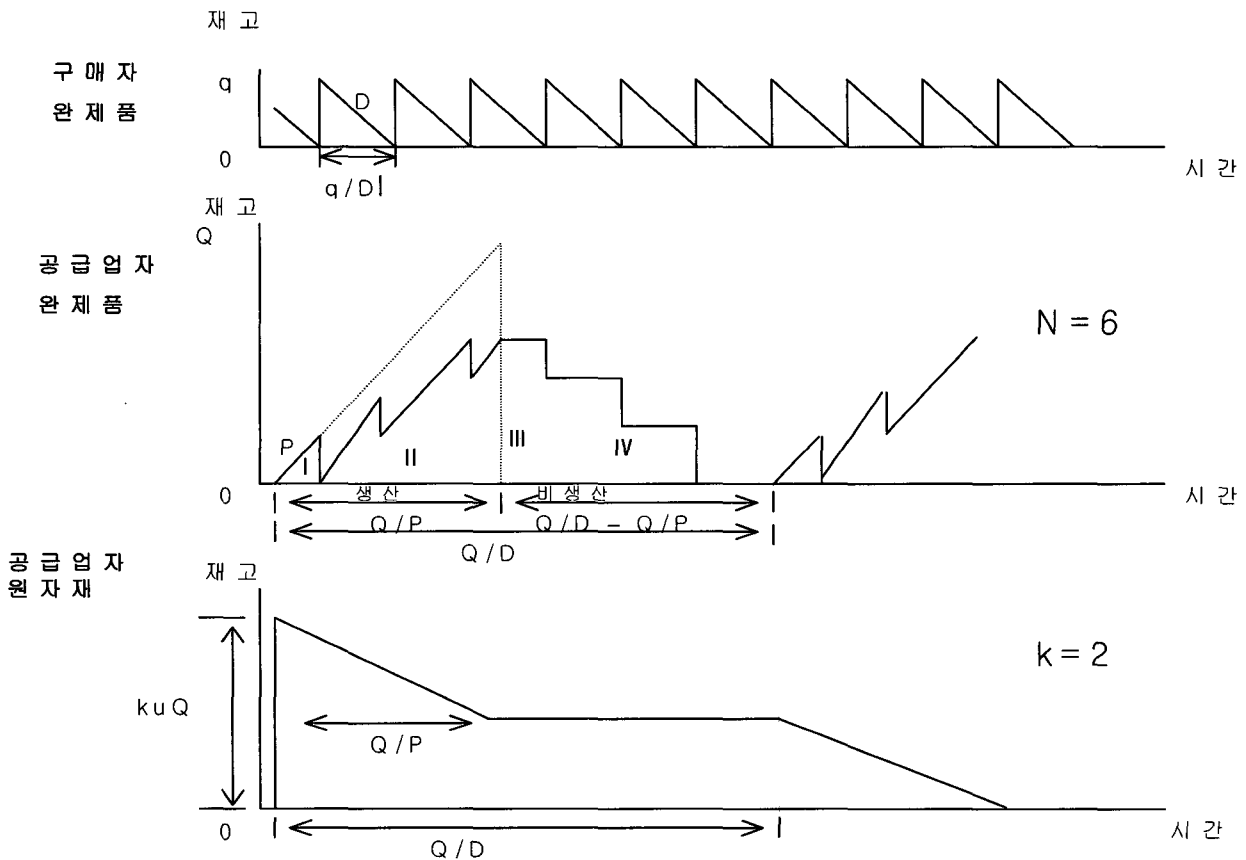 재고
구매자
완제품
q
D
0
q/D
시간
재고
Q
공급업자
완제품
N = 6
P
I
II
III
IV
0
생산
비생산
시간
Q/P
Q/D - Q/P
Q/D
공급업자
원자재
재고
k = 2
kuQ
Q/P
0
Q/D
시간